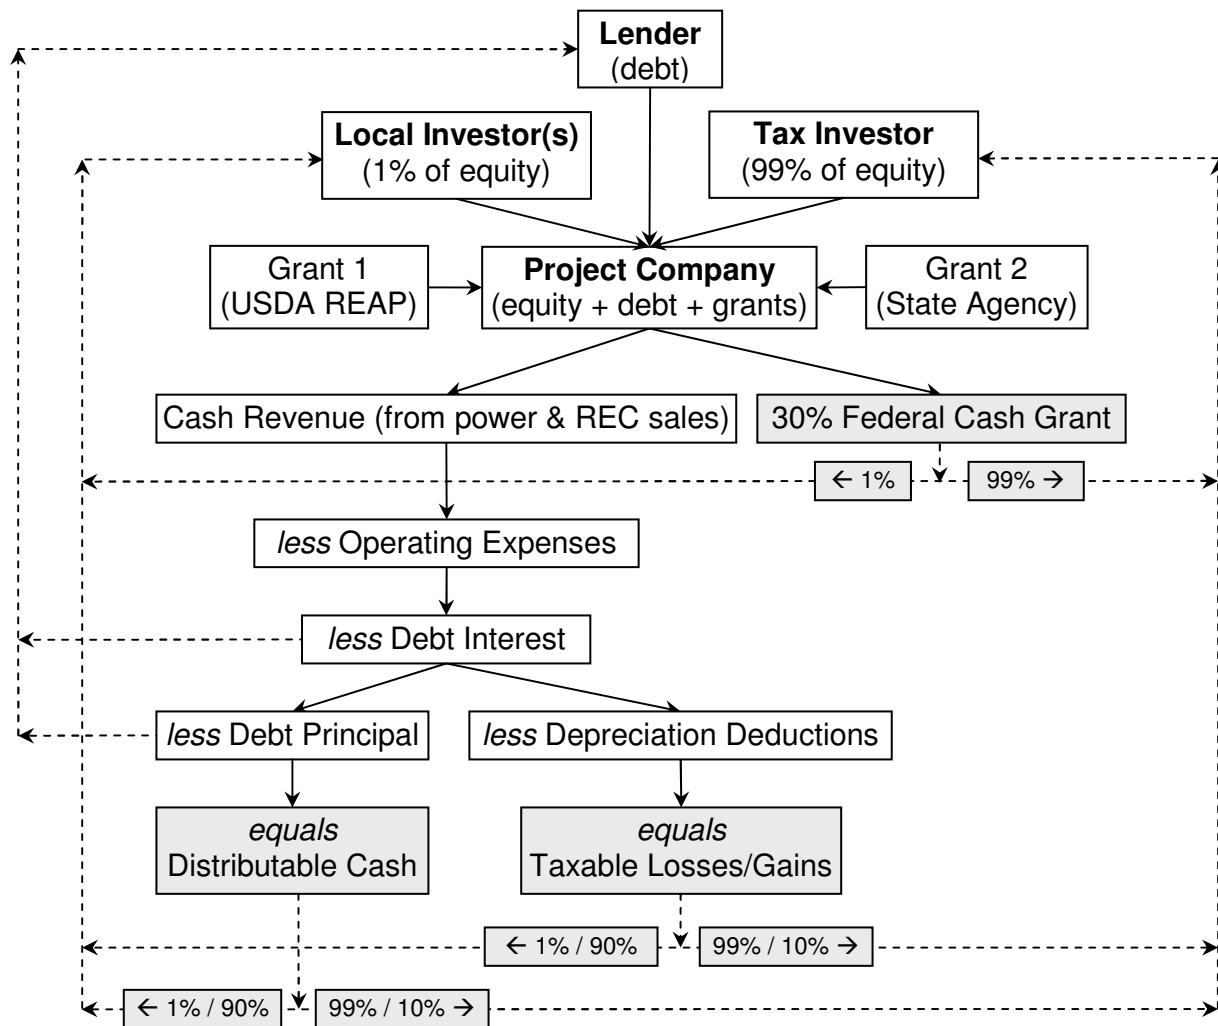 Lender
(debt)
Local Investor(s)
(1% of equity)
Tax Investor
(99% of equity)
Grant 1
(USDA REAP)
Project Company
(equity + debt + grants)
Grant 2
(State Agency)
Cash Revenue (from power & REC sales)
30% Federal Cash Grant
← 1%
99% →
less Operating Expenses
less Debt Interest
less Debt Principal
less Depreciation Deductions
equals
Distributable Cash
equals
Taxable Losses/Gains
← 1% / 90%
99% / 10% →
← 1% / 90%
99% / 10% →